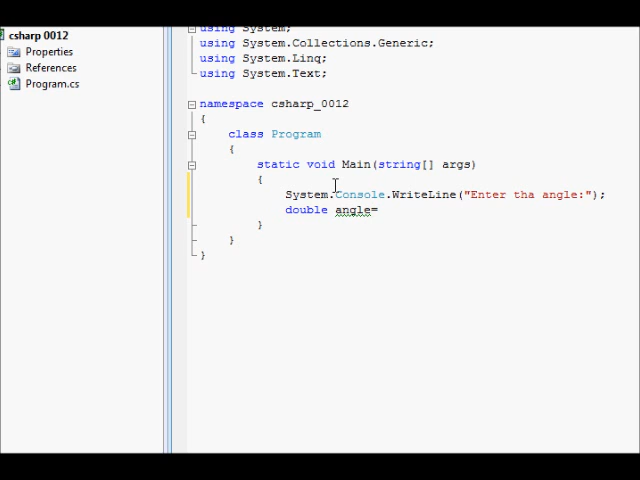 csharp 0012
Properties
References
Program.cs
using System;
using System.Collections.Generic;
using System.Linq;
using System.Text;
namespace csharp_0012
{
class Program
{
static void Main(string[] args)
{
System.Console.WriteLine("Enter tha angle:");
double angle=
}
}
}